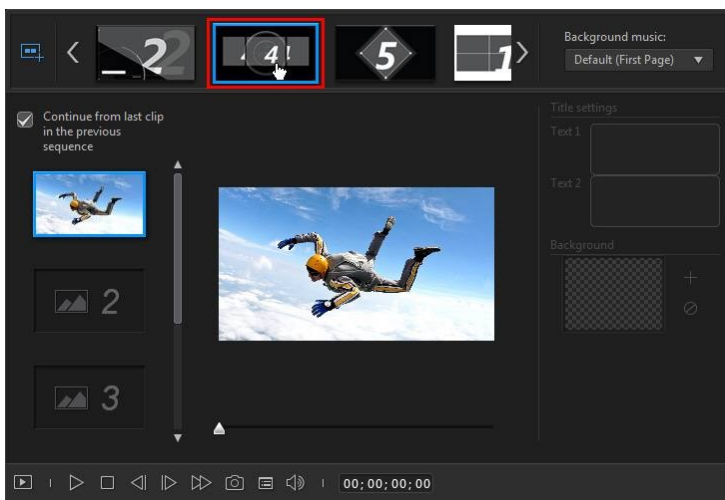 2
4
5
1
Background music:
Default (First Page)
Continue from last clip
in the previous
sequence
Title settings
Text 1
Text 2
Background
2
3
00;00;00;00